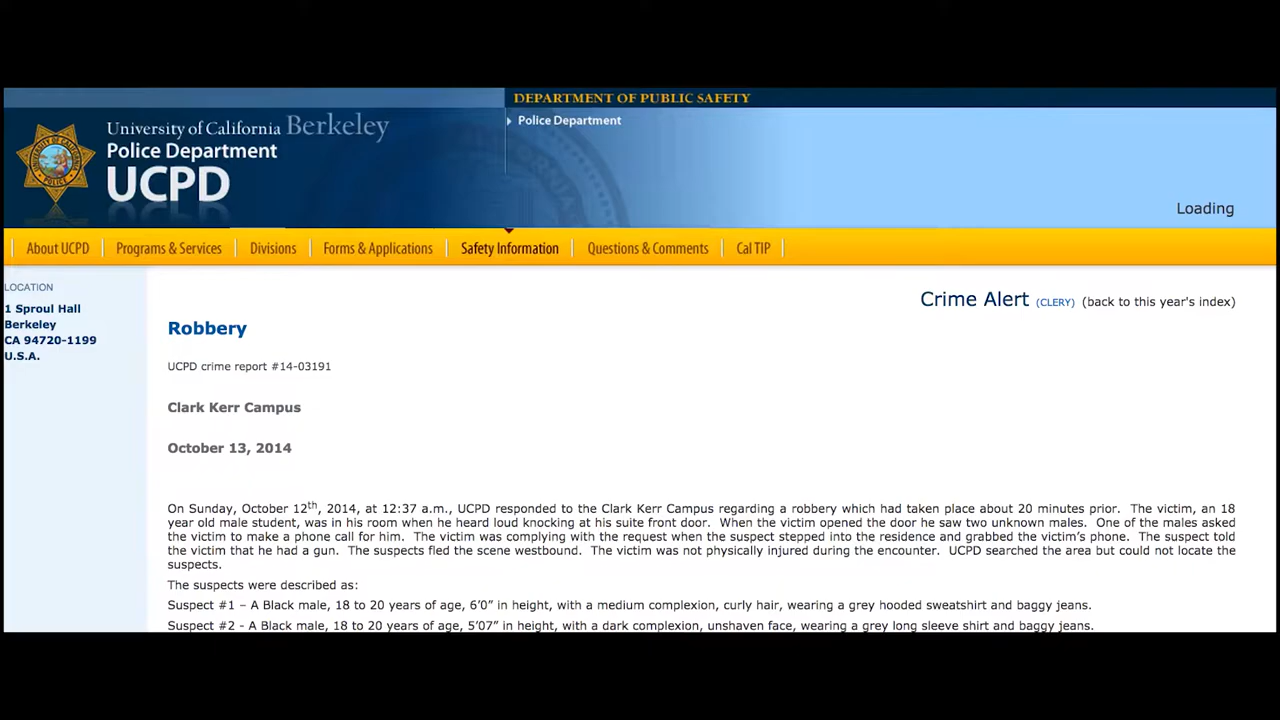 DEPARTMENT OF PUBLIC SAFETY
University of California Berkeley
Police Department
Police Department
UCPD
Loading
About UCPD
Programs & Services
Divisions
Forms & Applications
Safety Information
Questions & Comments
Cal TIP
LOCATION
1 Sproul Hall
Berkeley
CA 94720-1199
U.S.A.
Crime Alert (CLERY) (back to this year's index)
Robbery
UCPD crime report #14-03191
Clark Kerr Campus
October 13, 2014
On Sunday, October 12th, 2014, at 12:37 a.m., UCPD responded to the Clark Kerr Campus regarding a robbery which had taken place about 20 minutes prior. The victim, an 18
year old male student, was in his room when he heard loud knocking at his suite front door. When the victim opened the door he saw two unknown males. One of the males asked
the victim to make a phone call for him. The victim was complying with the request when the suspect stepped into the residence and grabbed the victim's phone. The suspect told
the victim that he had a gun. The suspects fled the scene westbound. The victim was not physically injured during the encounter. UCPD searched the area but could not locate the
suspects.
The suspects were described as:
Suspect #1 – A Black male, 18 to 20 years of age, 6'0" in height, with a medium complexion, curly hair, wearing a grey hooded sweatshirt and baggy jeans.
Suspect #2 - A Black male, 18 to 20 years of age, 5'07" in height, with a dark complexion, unshaven face, wearing a grey long sleeve shirt and baggy jeans.